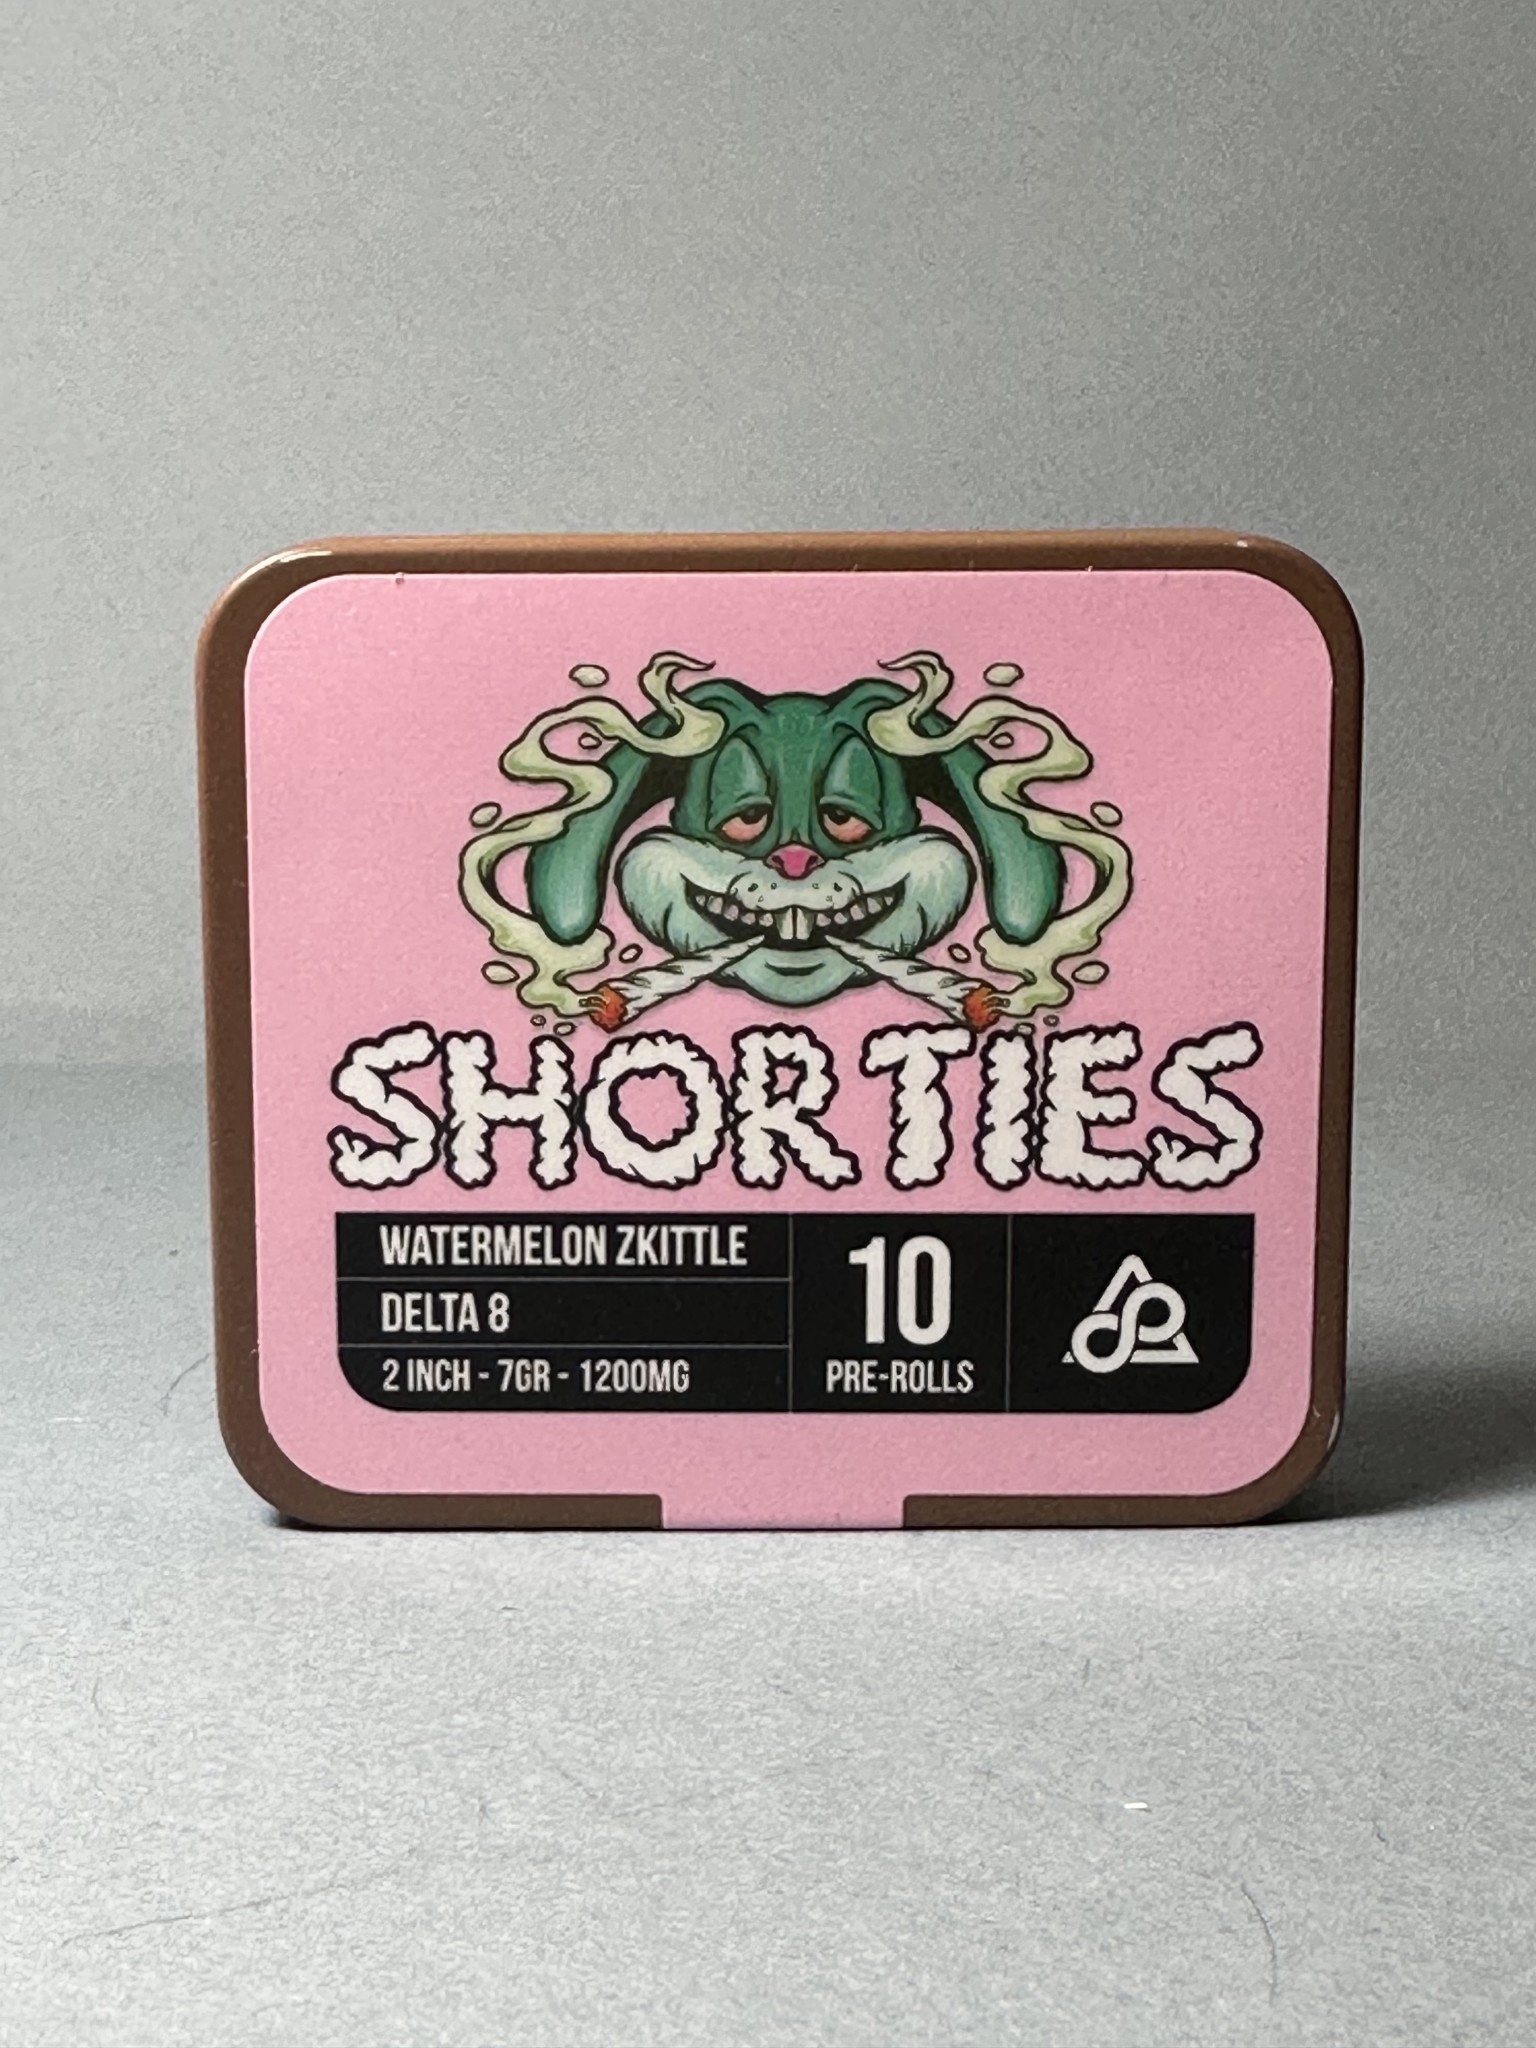 SHORTIES
WATERMELON ZKITTLE
DELTA 8
2 INCH - 7GR - 1200MG
10
PRE-ROLLS